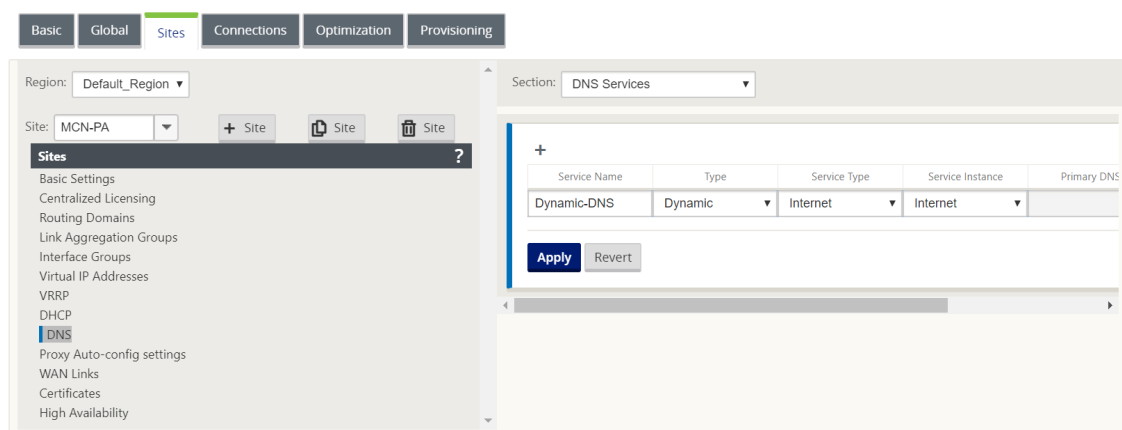 Basic Global Sites Connections Optimization Provisioning
Region: Default_Region
Section: DNS Services
Site: MCN-PA + Site Site Site
Sites ?
Basic Settings
Centralized Licensing
Routing Domains
Link Aggregation Groups
Interface Groups
Virtual IP Addresses
VRRP
DHCP
DNS
Proxy Auto-config settings
WAN Links
Certificates
High Availability
+
Service Name Type Service Type Service Instance Primary DNS
Dynamic-DNS Dynamic Internet Internet
Apply Revert